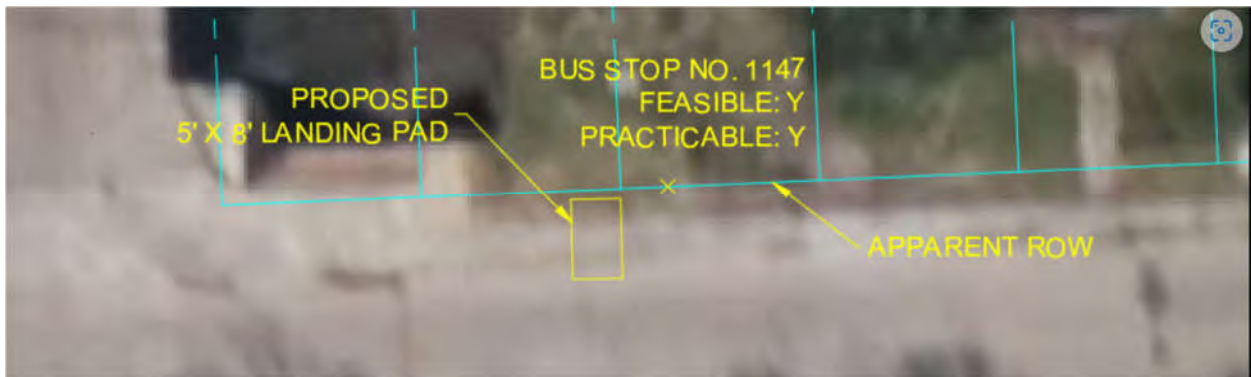 PROPOSED
5' X 8' LANDING PAD
BUS STOP NO. 1147
FEASIBLE: Y
PRACTICABLE: Y
APPARENT ROW